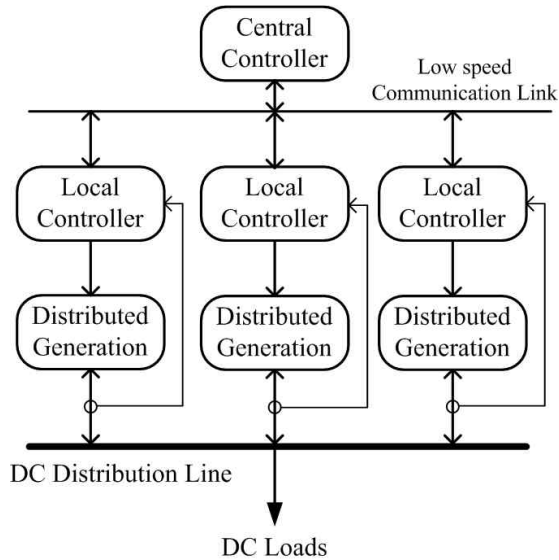 Central
Controller
Low speed
Communication Link
Local
Controller
Local
Controller
Local
Controller
Distributed
Generation
Distributed
Generation
Distributed
Generation
DC Distribution Line
DC Loads